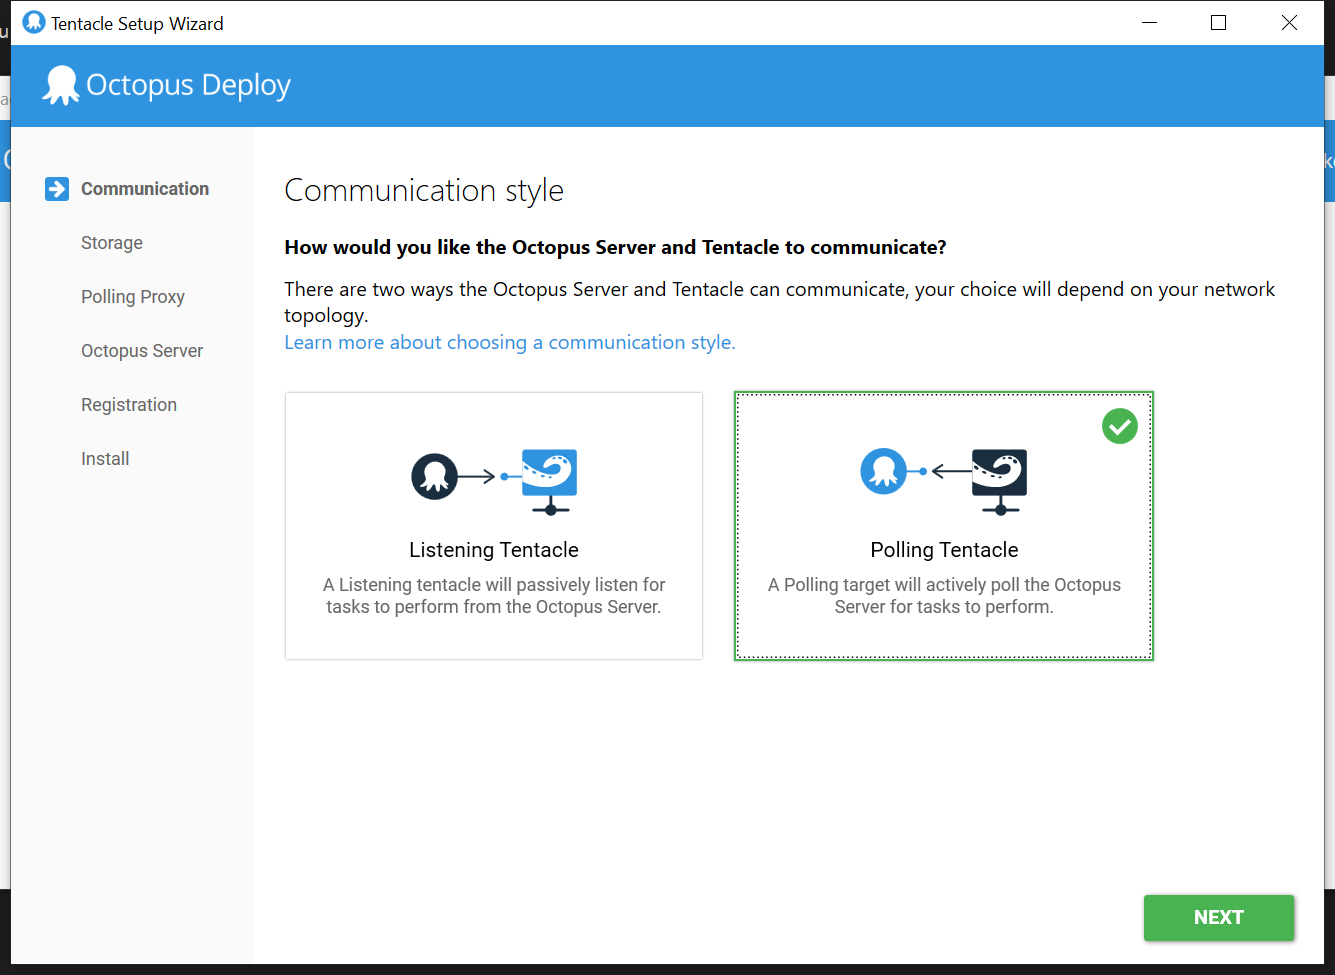 Tentacle Setup Wizard
Octopus Deploy
Communication
Storage
Polling Proxy
Octopus Server
Registration
Install
Communication style
How would you like the Octopus Server and Tentacle to communicate?
There are two ways the Octopus Server and Tentacle can communicate, your choice will depend on your network
topology.
Learn more about choosing a communication style.
Listening Tentacle
A Listening tentacle will passively listen for
tasks to perform from the Octopus Server.
Polling Tentacle
A Polling target will actively poll the Octopus
Server for tasks to perform.
NEXT